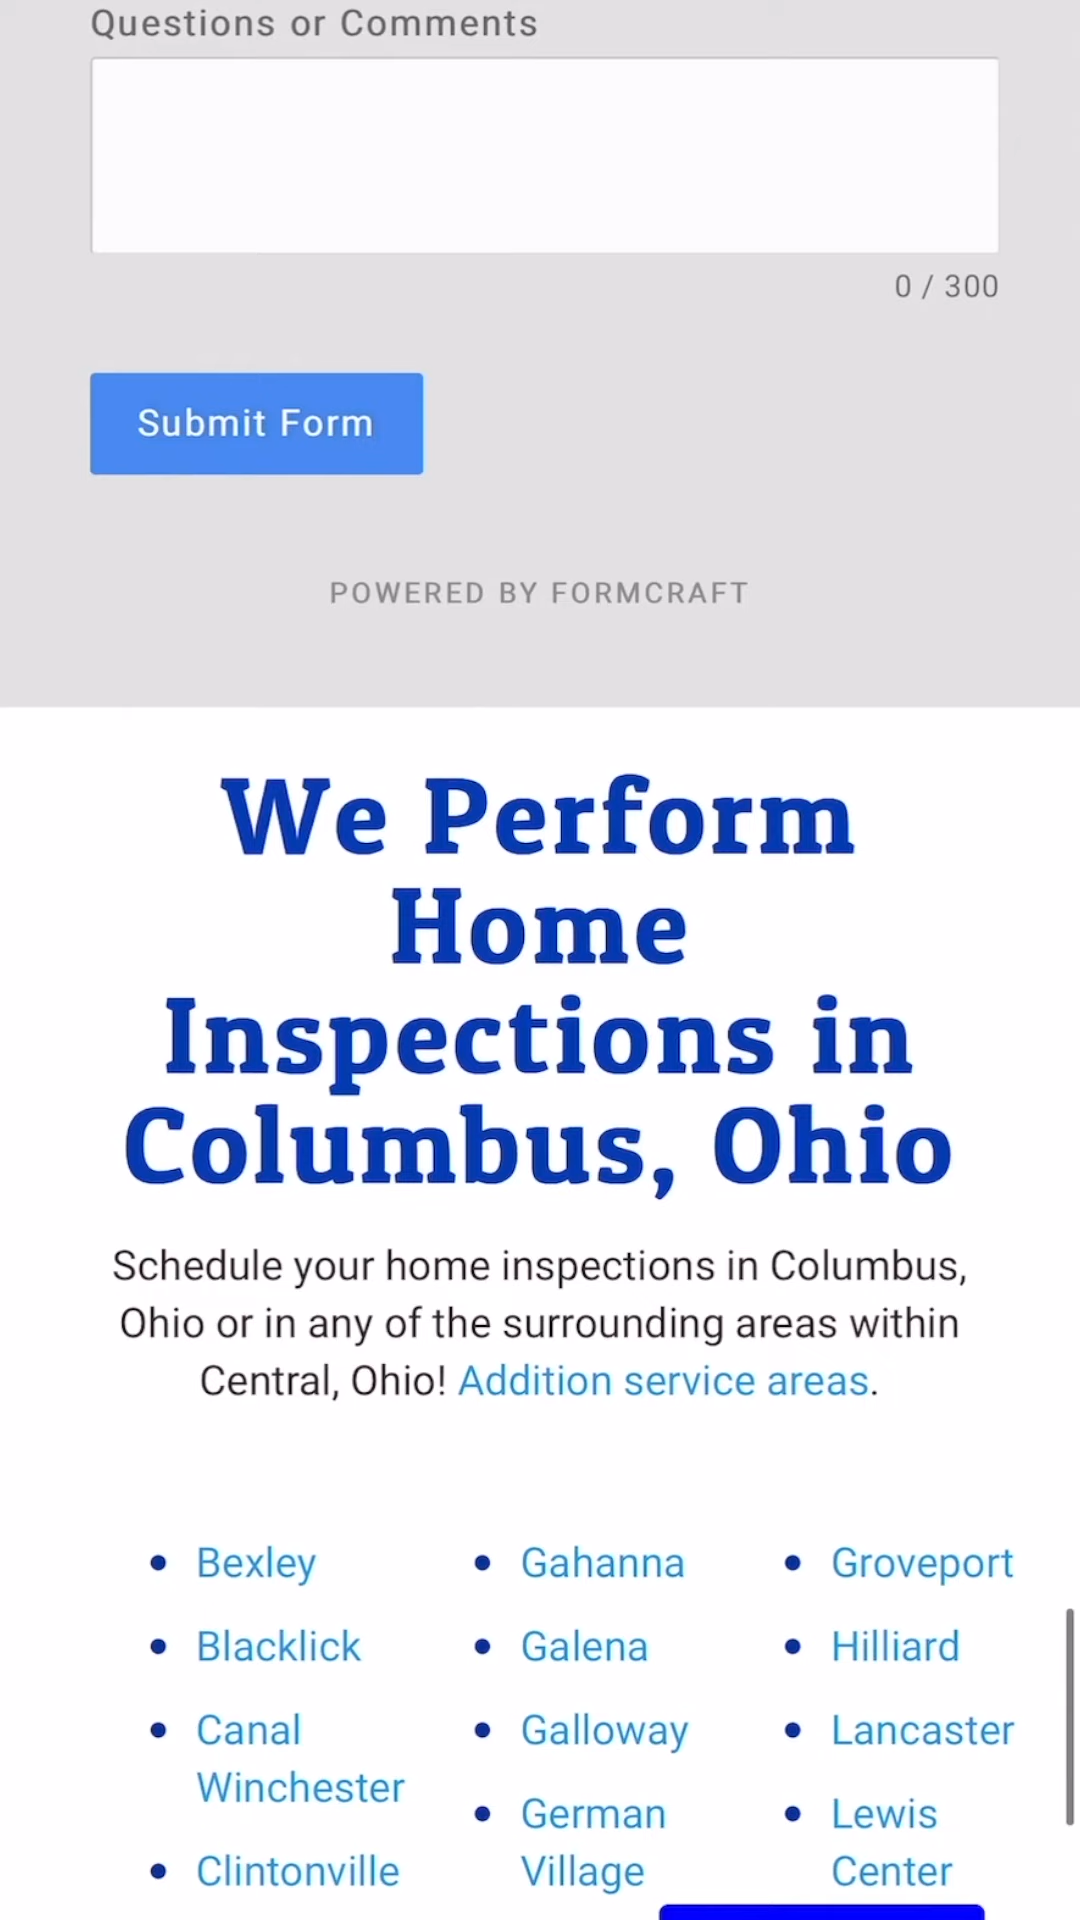 Questions or Comments
0 / 300
Submit Form
POWERED BY FORMCRAFT
We Perform
Home
Inspections in
Columbus, Ohio
Schedule your home inspections in Columbus,
Ohio or in any of the surrounding areas within
Central, Ohio! Addition service areas.
Bexley
Blacklick
Canal
Winchester
Clintonville
Gahanna
Galena
Galloway
German
Village
Groveport
Hilliard
Lancaster
Lewis
Center